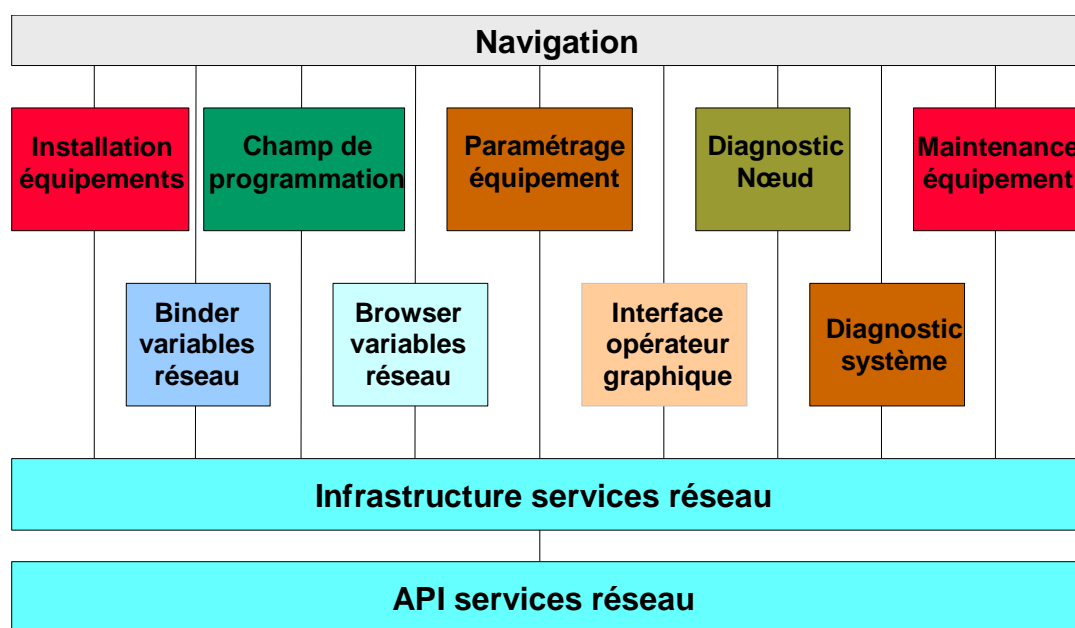 Navigation
Installation
équipements
Champ de
programmation
Paramétrage
équipement
Diagnostic
Nœud
Maintenance
équipement
Binder
variables
réseau
Browser
variables
réseau
Interface
opérateur
graphique
Diagnostic
système
Infrastructure services réseau
API services réseau